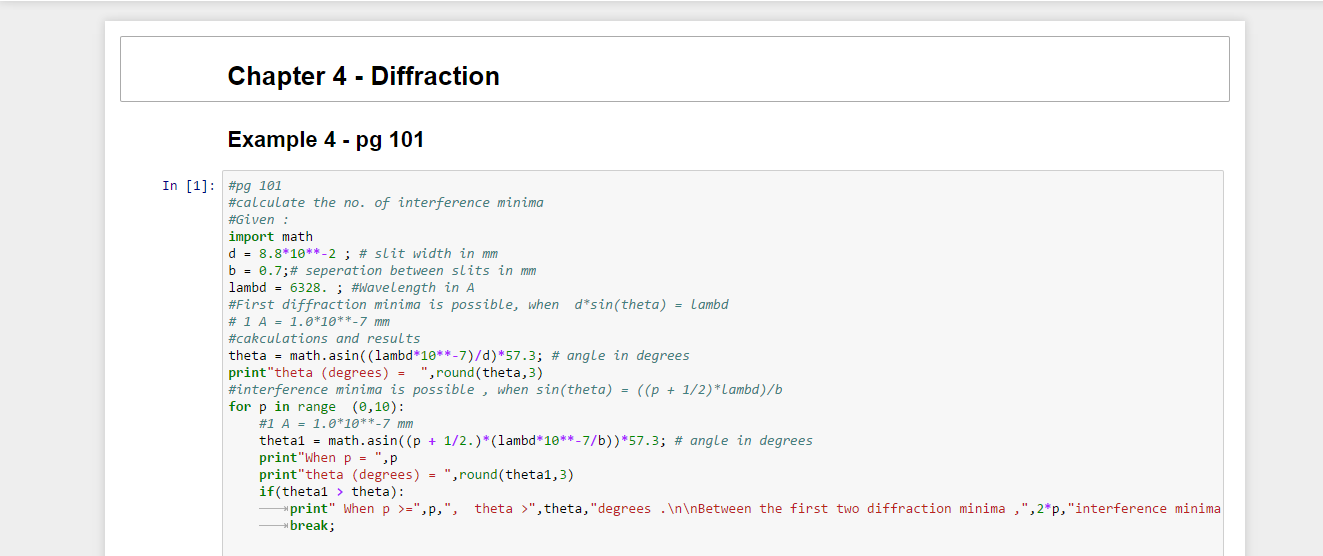 Chapter 4 - Diffraction
Example 4 - pg 101
In [1]:
#pg 101
#calculate the no. of interference minima
#Given :
import math
d = 8.8*10**-2 ; # slit width in mm
b = 0.7;# seperation between slits in mm
lambd = 6328. ; #Wavelength in A
#First diffraction minima is possible, when  d*sin(theta) = lambd
# 1 A = 1.0*10**-7 mm
#cakculations and results
theta = math.asin((lambd*10**-7)/d)*57.3; # angle in degrees
print"theta (degrees) =  ",round(theta,3)
#interference minima is possible , when sin(theta) = ((p + 1/2)*lambd)/b
for p in range  (0,10):
    #1 A = 1.0*10**-7 mm
    theta1 = math.asin((p + 1/2.)*(lambd*10**-7/b))*57.3; # angle in degrees
    print"When p = ",p
    print"theta (degrees) = ",round(theta1,3)
    if(theta1 > theta):
        print" When p >=",p,",  theta >",theta,"degrees .\n\nBetween the first two diffraction minima ,",2*p,"interference minima
        break;